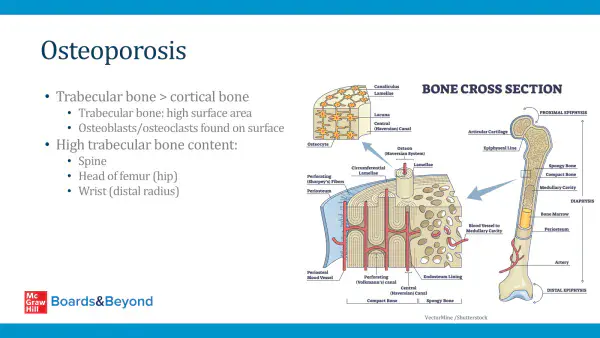 Osteoporosis
• Trabecular bone > cortical bone
• Trabecular bone: high surface area
• Osteoblasts/osteoclasts found on surface
• High trabecular bone content:
• Spine
• Head of femur (hip)
• Wrist (distal radius)
BONE CROSS SECTION
Canaliculus
Lamellae
Lacuna
Central
(Haversian) Canal
Osteocyte
Osteon
(Haversian System)
Circumferential
Lamellae
Lamellae
Perforating
(Sharpey's) Fibers
Periosteum
Periosteal
Blood Vessel
Perforating
(Volkmann's) canal
Central
(Haversian) Canal
Endosteum Lining
Blood Vessel to
Medullary Cavity
Compact Bone
Spongy Bone
PROXIMAL EPIPHYSIS
Articular Cartilage
Epiphyseal Line
Spongy Bone
Compact Bone
Medullary Cavity
DIAPHYSIS
Bone Marrow
Periosteum
Artery
DISTAL EPIPHYSIS
Mc
Graw
Hill
Boards&Beyond
VectorMine /Shutterstock